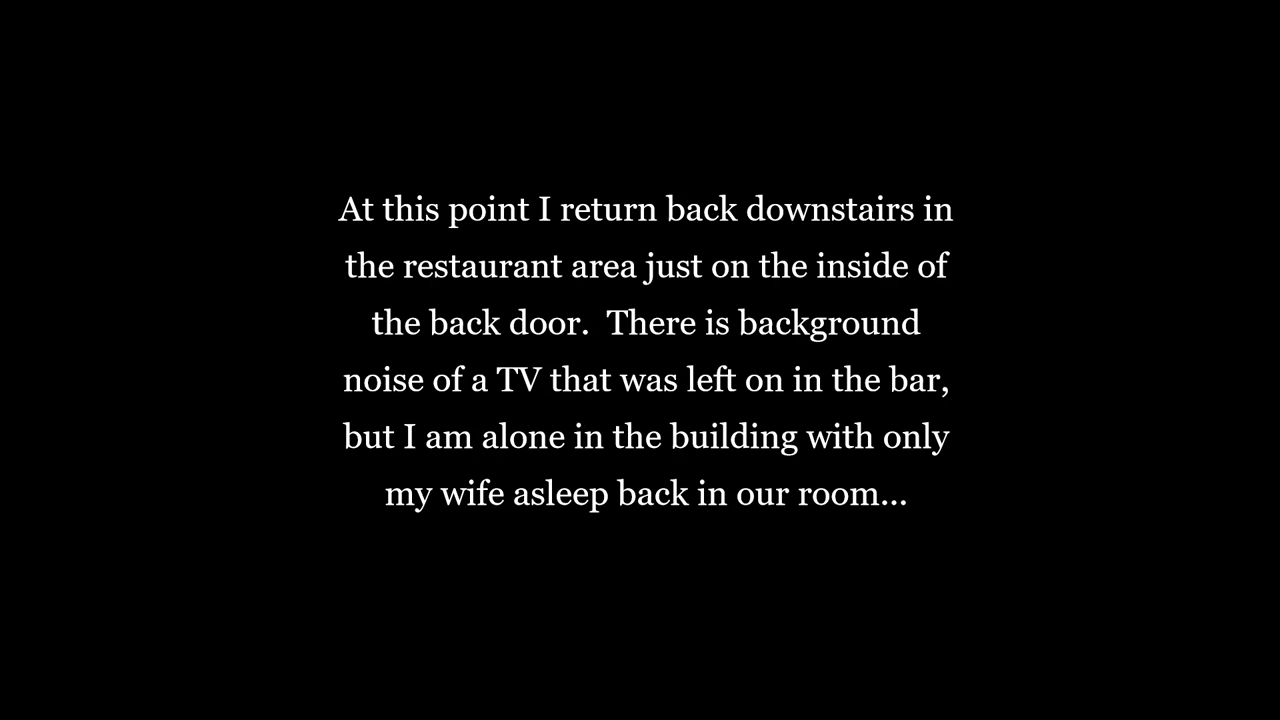 At this point I return back downstairs in
the restaurant area just on the inside of
the back door.  There is background
noise of a TV that was left on in the bar,
but I am alone in the building with only
my wife asleep back in our room...